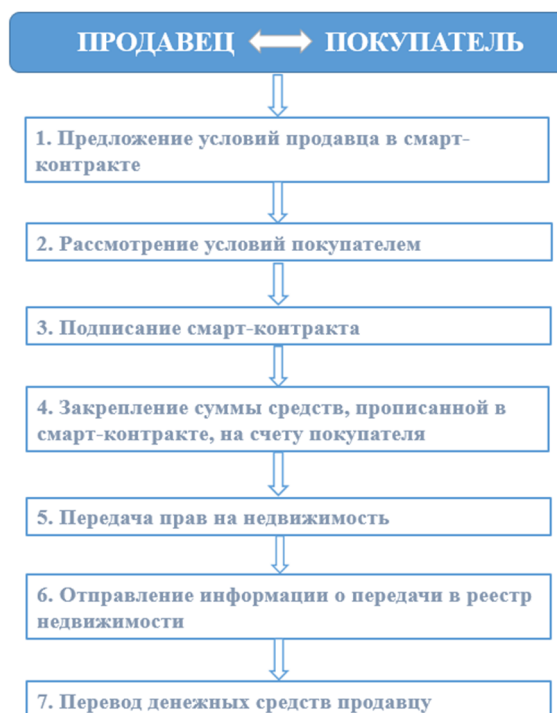 ПРОДАВЕЦ ПОКУПАТЕЛЬ
1. Предложение условий продавца в смарт-
контракте
2. Рассмотрение условий покупателем
3. Подписание смарт-контракта
4. Закрепление суммы средств, прописанной в
смарт-контракте, на счету покупателя
5. Передача прав на недвижимость
6. Отправление информации о передачи в реестр
недвижимости
7. Перевод денежных средств продавцу